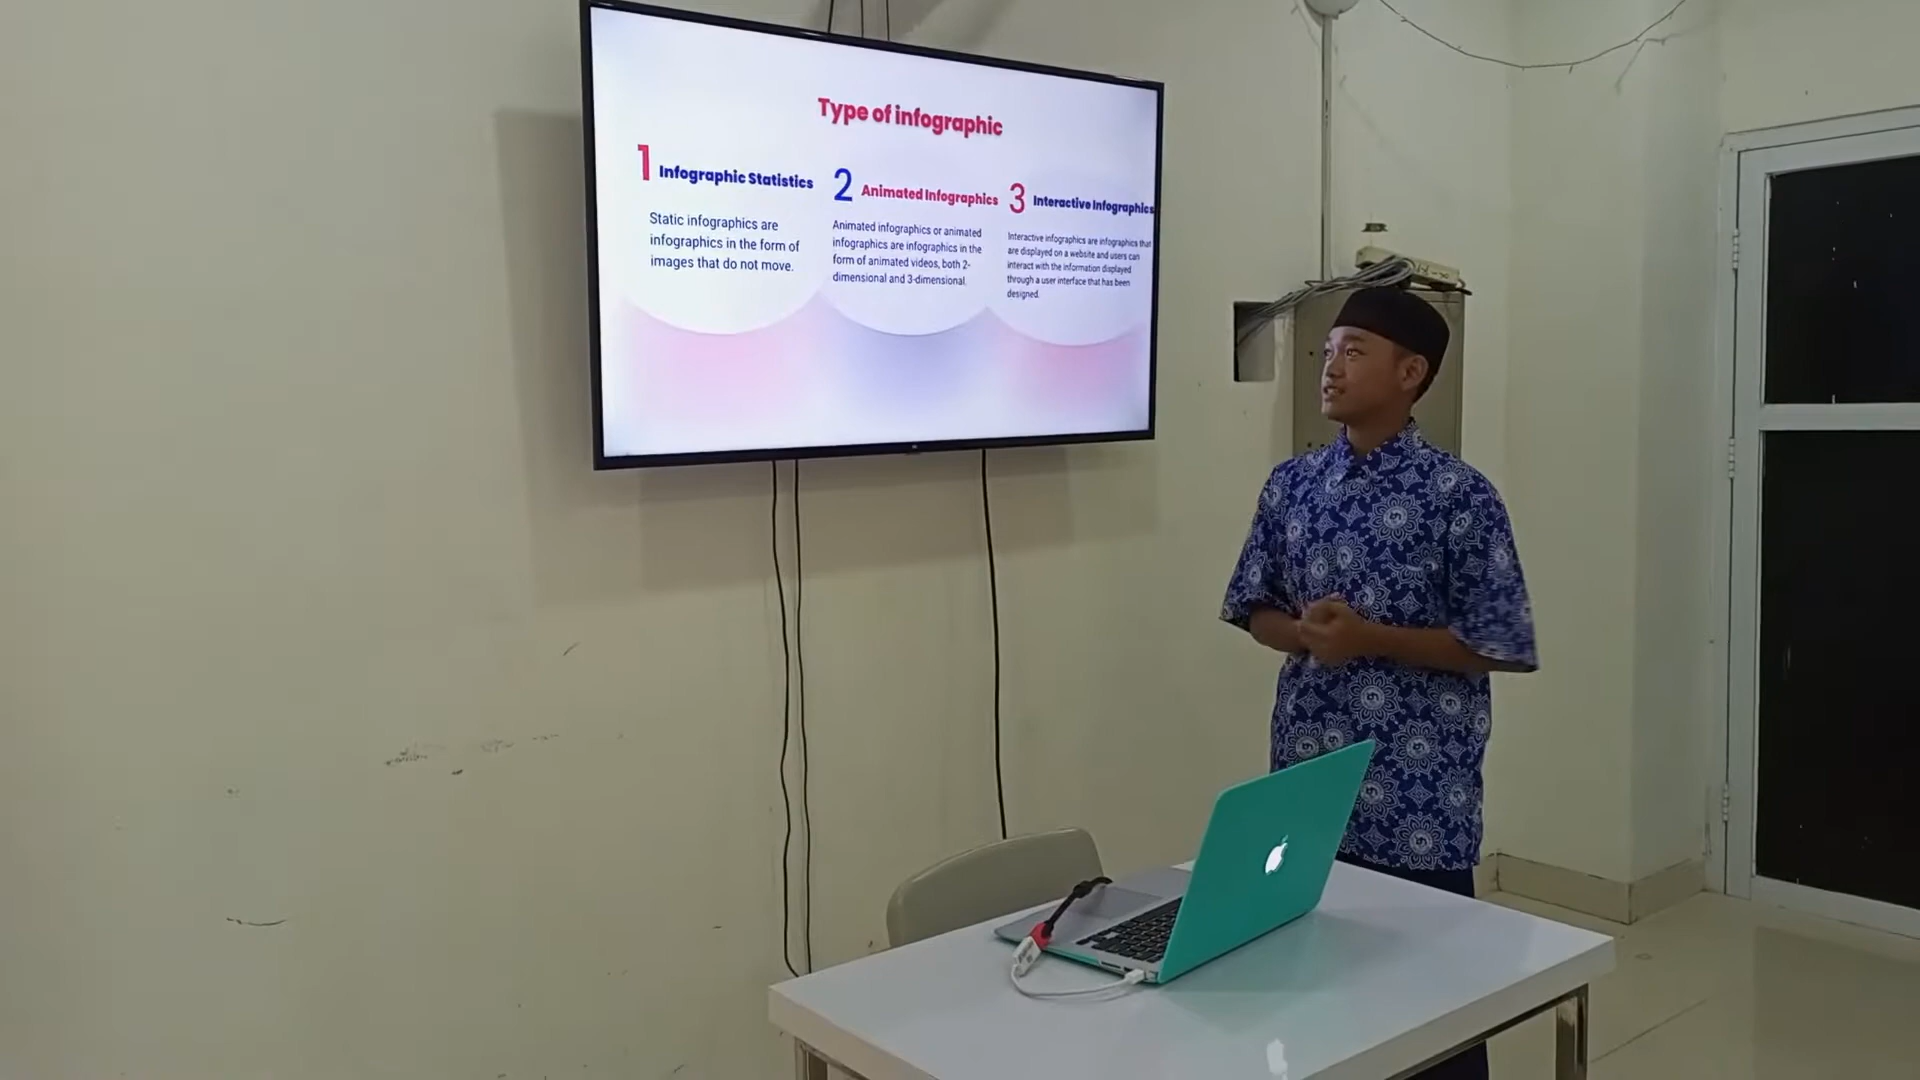 Type of infographic
1 Infographic Statistics
Static infographics are
infographics in the form of
images that do not move.
2 Animated Infographics
Animated infographics or animated
infographics are infographics in the
form of animated videos, both 2-
dimensional and 3-dimensional.
3 Interactive Infographics
Interactive infographics are infographics that
are displayed on a website and users can
interact with the information displayed
through a user interface that has been
designed.